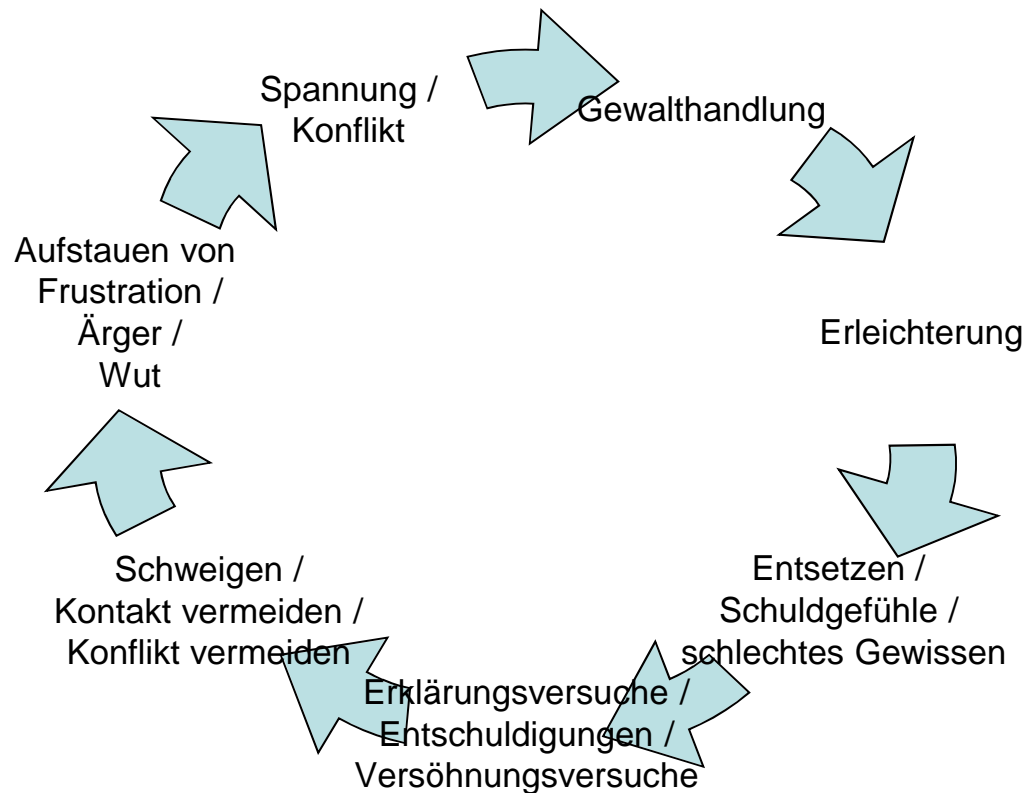 Spannung /
Konflikt
Gewalthandlung
Erleichterung
Entsetzen /
Schuldgefühle /
schlechtes Gewissen
Erklärungsversuche /
Entschuldigungen /
Versöhnungsversuche
Schweigen /
Kontakt vermeiden /
Konflikt vermeiden
Aufstauen von
Frustration /
Ärger /
Wut